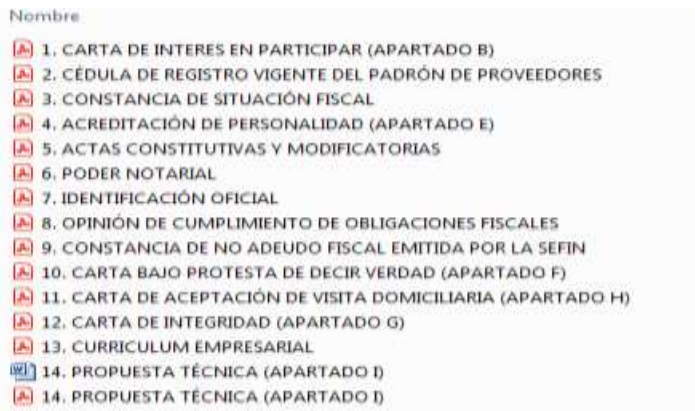 Nombre
1. CARTA DE INTERES EN PARTICIPAR (APARTADO B)
2. CÉDULA DE REGISTRO VIGENTE DEL PADRÓN DE PROVEEDORES
3. CONSTANCIA DE SITUACIÓN FISCAL
4. ACREDITACIÓN DE PERSONALIDAD (APARTADO E)
5. ACTAS CONSTITUTIVAS Y MODIFICATORIAS
6. PODER NOTARIAL
7. IDENTIFICACIÓN OFICIAL
8. OPINIÓN DE CUMPLIMIENTO DE OBLIGACIONES FISCALES
9. CONSTANCIA DE NO ADEUDO FISCAL EMITIDA POR LA SEFIN
10. CARTA BAJO PROTESTA DE DECIR VERDAD (APARTADO F)
11. CARTA DE ACEPTACIÓN DE VISITA DOMICILIARIA (APARTADO H)
12. CARTA DE INTEGRIDAD (APARTADO G)
13. CURRICULUM EMPRESARIAL
14. PROPUESTA TÉCNICA (APARTADO I)
14. PROPUESTA TÉCNICA (APARTADO I)